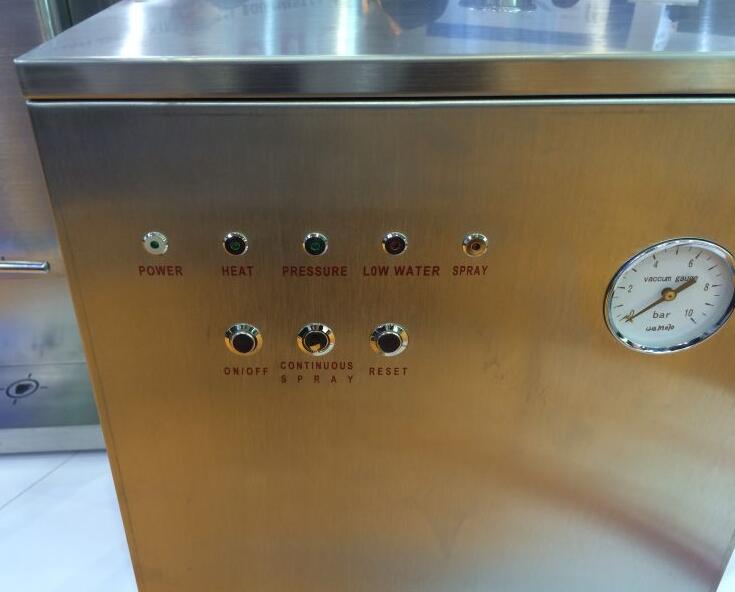 POWER HEAT PRESSURE LOW WATER SPRAY
ON/OFF CONTINUOUS SPRAY RESET
vaccum gauge
0 2 4 6 8 10
bar